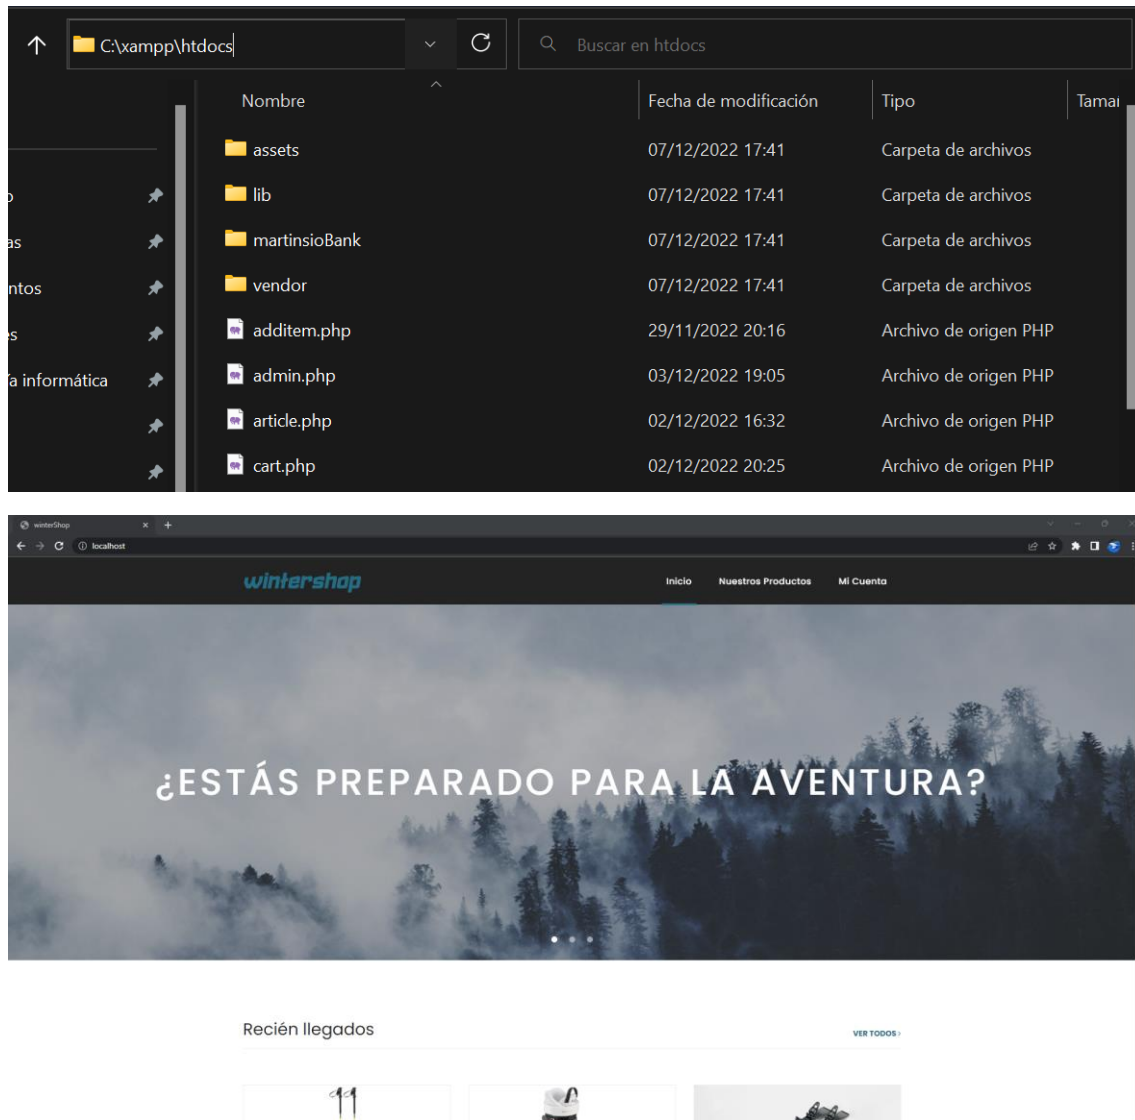 C:\xampp\htdocs
Buscar en htdocs
Nombre Fecha de modificación Tipo
assets 07/12/2022 17:41 Carpeta de archivos
lib 07/12/2022 17:41 Carpeta de archivos
martinsioBank 07/12/2022 17:41 Carpeta de archivos
vendor 07/12/2022 17:41 Carpeta de archivos
additem.php 29/11/2022 20:16 Archivo de origen PHP
admin.php 03/12/2022 19:05 Archivo de origen PHP
informática
article.php 02/12/2022 16:32 Archivo de origen PHP
cart.php 02/12/2022 20:25 Archivo de origen PHP
winterShop
localhost
wintershop
Inicio Nuestros Productos Mi Cuenta
¿ESTÁS PREPARADO PARA LA AVENTURA?
Recién llegados
VER TODOS